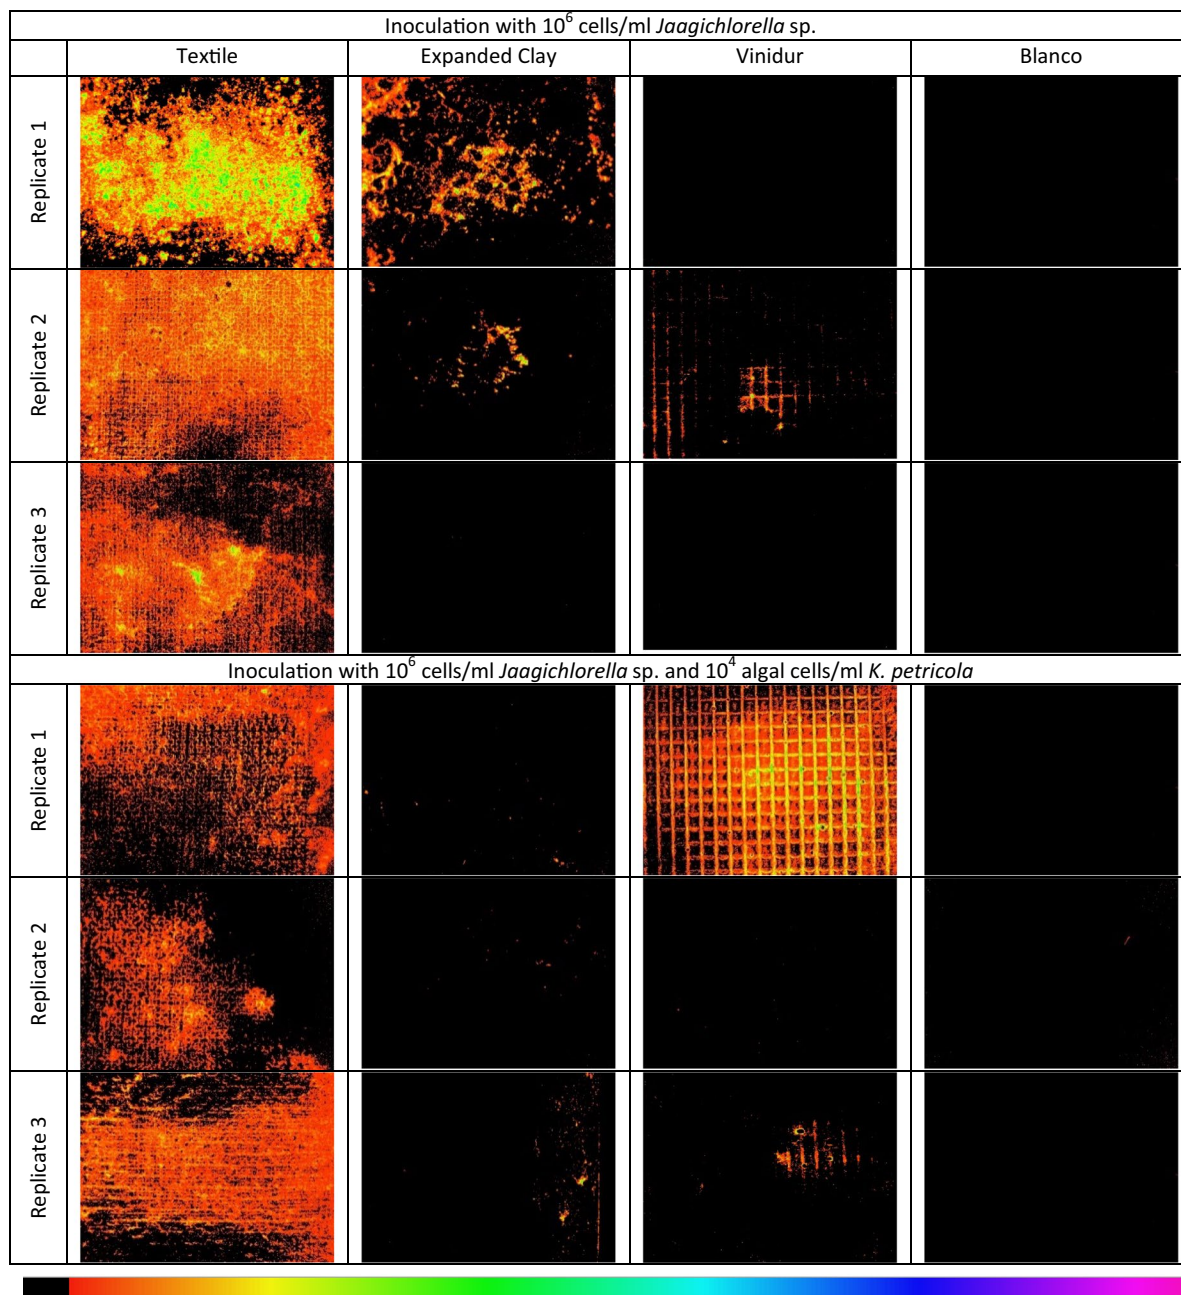 Inoculation with 10⁶ cells/ml Jaagichlorella sp.
Textile Expanded Clay Vinidur Blanco
Replicate 1
Replicate 2
Replicate 3
Inoculation with 10⁶ cells/ml Jaagichlorella sp. and 10⁴ algal cells/ml K. petricola
Replicate 1
Replicate 2
Replicate 3